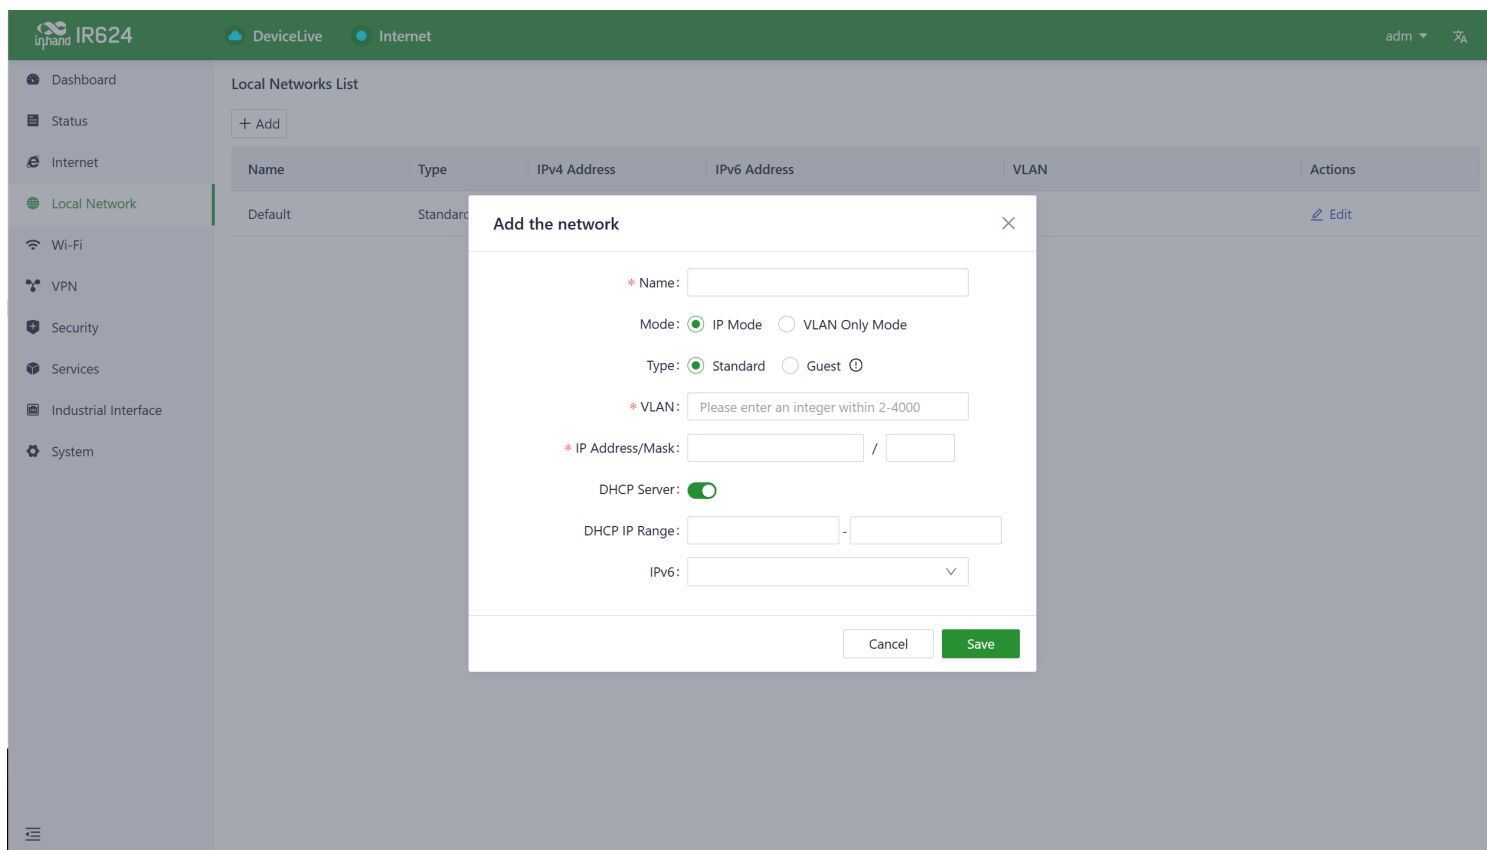 inhand IR624
DeviceLive
Internet
adm
Dashboard
Status
Internet
Local Network
Wi-Fi
VPN
Security
Services
Industrial Interface
System
Local Networks List
+ Add
Name Type IPv4 Address IPv6 Address VLAN Actions
Default Standard Edit
Add the network
* Name:
Mode: IP Mode VLAN Only Mode
Type: Standard Guest
* VLAN: Please enter an integer within 2-4000
* IP Address/Mask: /
DHCP Server:
DHCP IP Range: -
IPv6:
Cancel Save